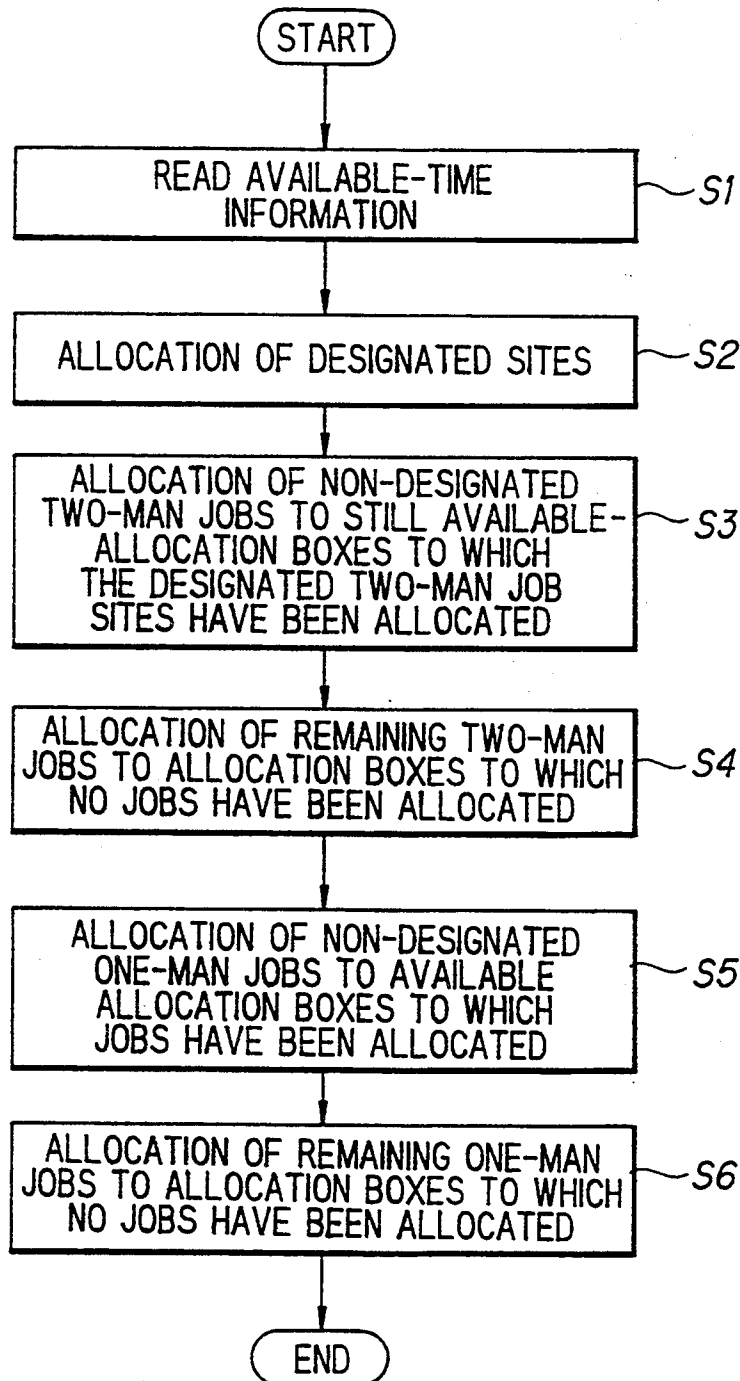 START
READ AVAILABLE-TIME
INFORMATION
S1
ALLOCATION OF DESIGNATED SITES
S2
ALLOCATION OF NON-DESIGNATED
TWO-MAN JOBS TO STILL AVAILABLE-
ALLOCATION BOXES TO WHICH
THE DESIGNATED TWO-MAN JOB
SITES HAVE BEEN ALLOCATED
S3
ALLOCATION OF REMAINING TWO-MAN
JOBS TO ALLOCATION BOXES TO WHICH
NO JOBS HAVE BEEN ALLOCATED
S4
ALLOCATION OF NON-DESIGNATED
ONE-MAN JOBS TO AVAILABLE
ALLOCATION BOXES TO WHICH
JOBS HAVE BEEN ALLOCATED
S5
ALLOCATION OF REMAINING ONE-MAN
JOBS TO ALLOCATION BOXES TO WHICH
NO JOBS HAVE BEEN ALLOCATED
S6
END